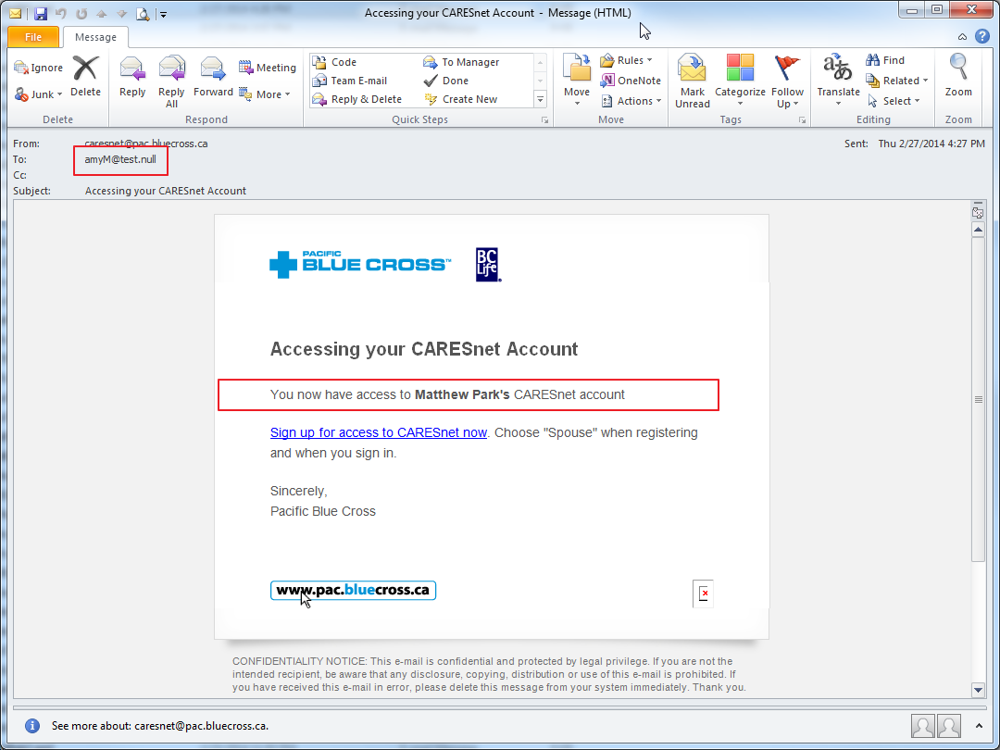 Accessing your CARESnet Account - Message (HTML)
File
Message
Ignore
Junk
Delete
Delete
Reply
Reply All
Forward
Meeting
More
Respond
Code
Team E-mail
Reply & Delete
To Manager
Done
Create New
Quick Steps
Move
Rules
OneNote
Actions
Move
Mark Unread
Categorize
Follow Up
Tags
Translate
Find
Related
Select
Editing
Zoom
Zoom
From: caresnet@pac.bluecross.ca
Sent: Thu 2/27/2014 4:27 PM
To: amyM@test.null
Cc:
Subject: Accessing your CARESnet Account
PACIFIC
BLUE CROSS™
BC
Life
Accessing your CARESnet Account
You now have access to Matthew Park's CARESnet account
Sign up for access to CARESnet now. Choose "Spouse" when registering
and when you sign in.
Sincerely,
Pacific Blue Cross
www.pac.bluecross.ca
CONFIDENTIALITY NOTICE: This e-mail is confidential and protected by legal privilege. If you are not the
intended recipient, be aware that any disclosure, copying, distribution or use of this e-mail is prohibited. If
you have received this e-mail in error, please delete this message from your system immediately. Thank you.
See more about: caresnet@pac.bluecross.ca.